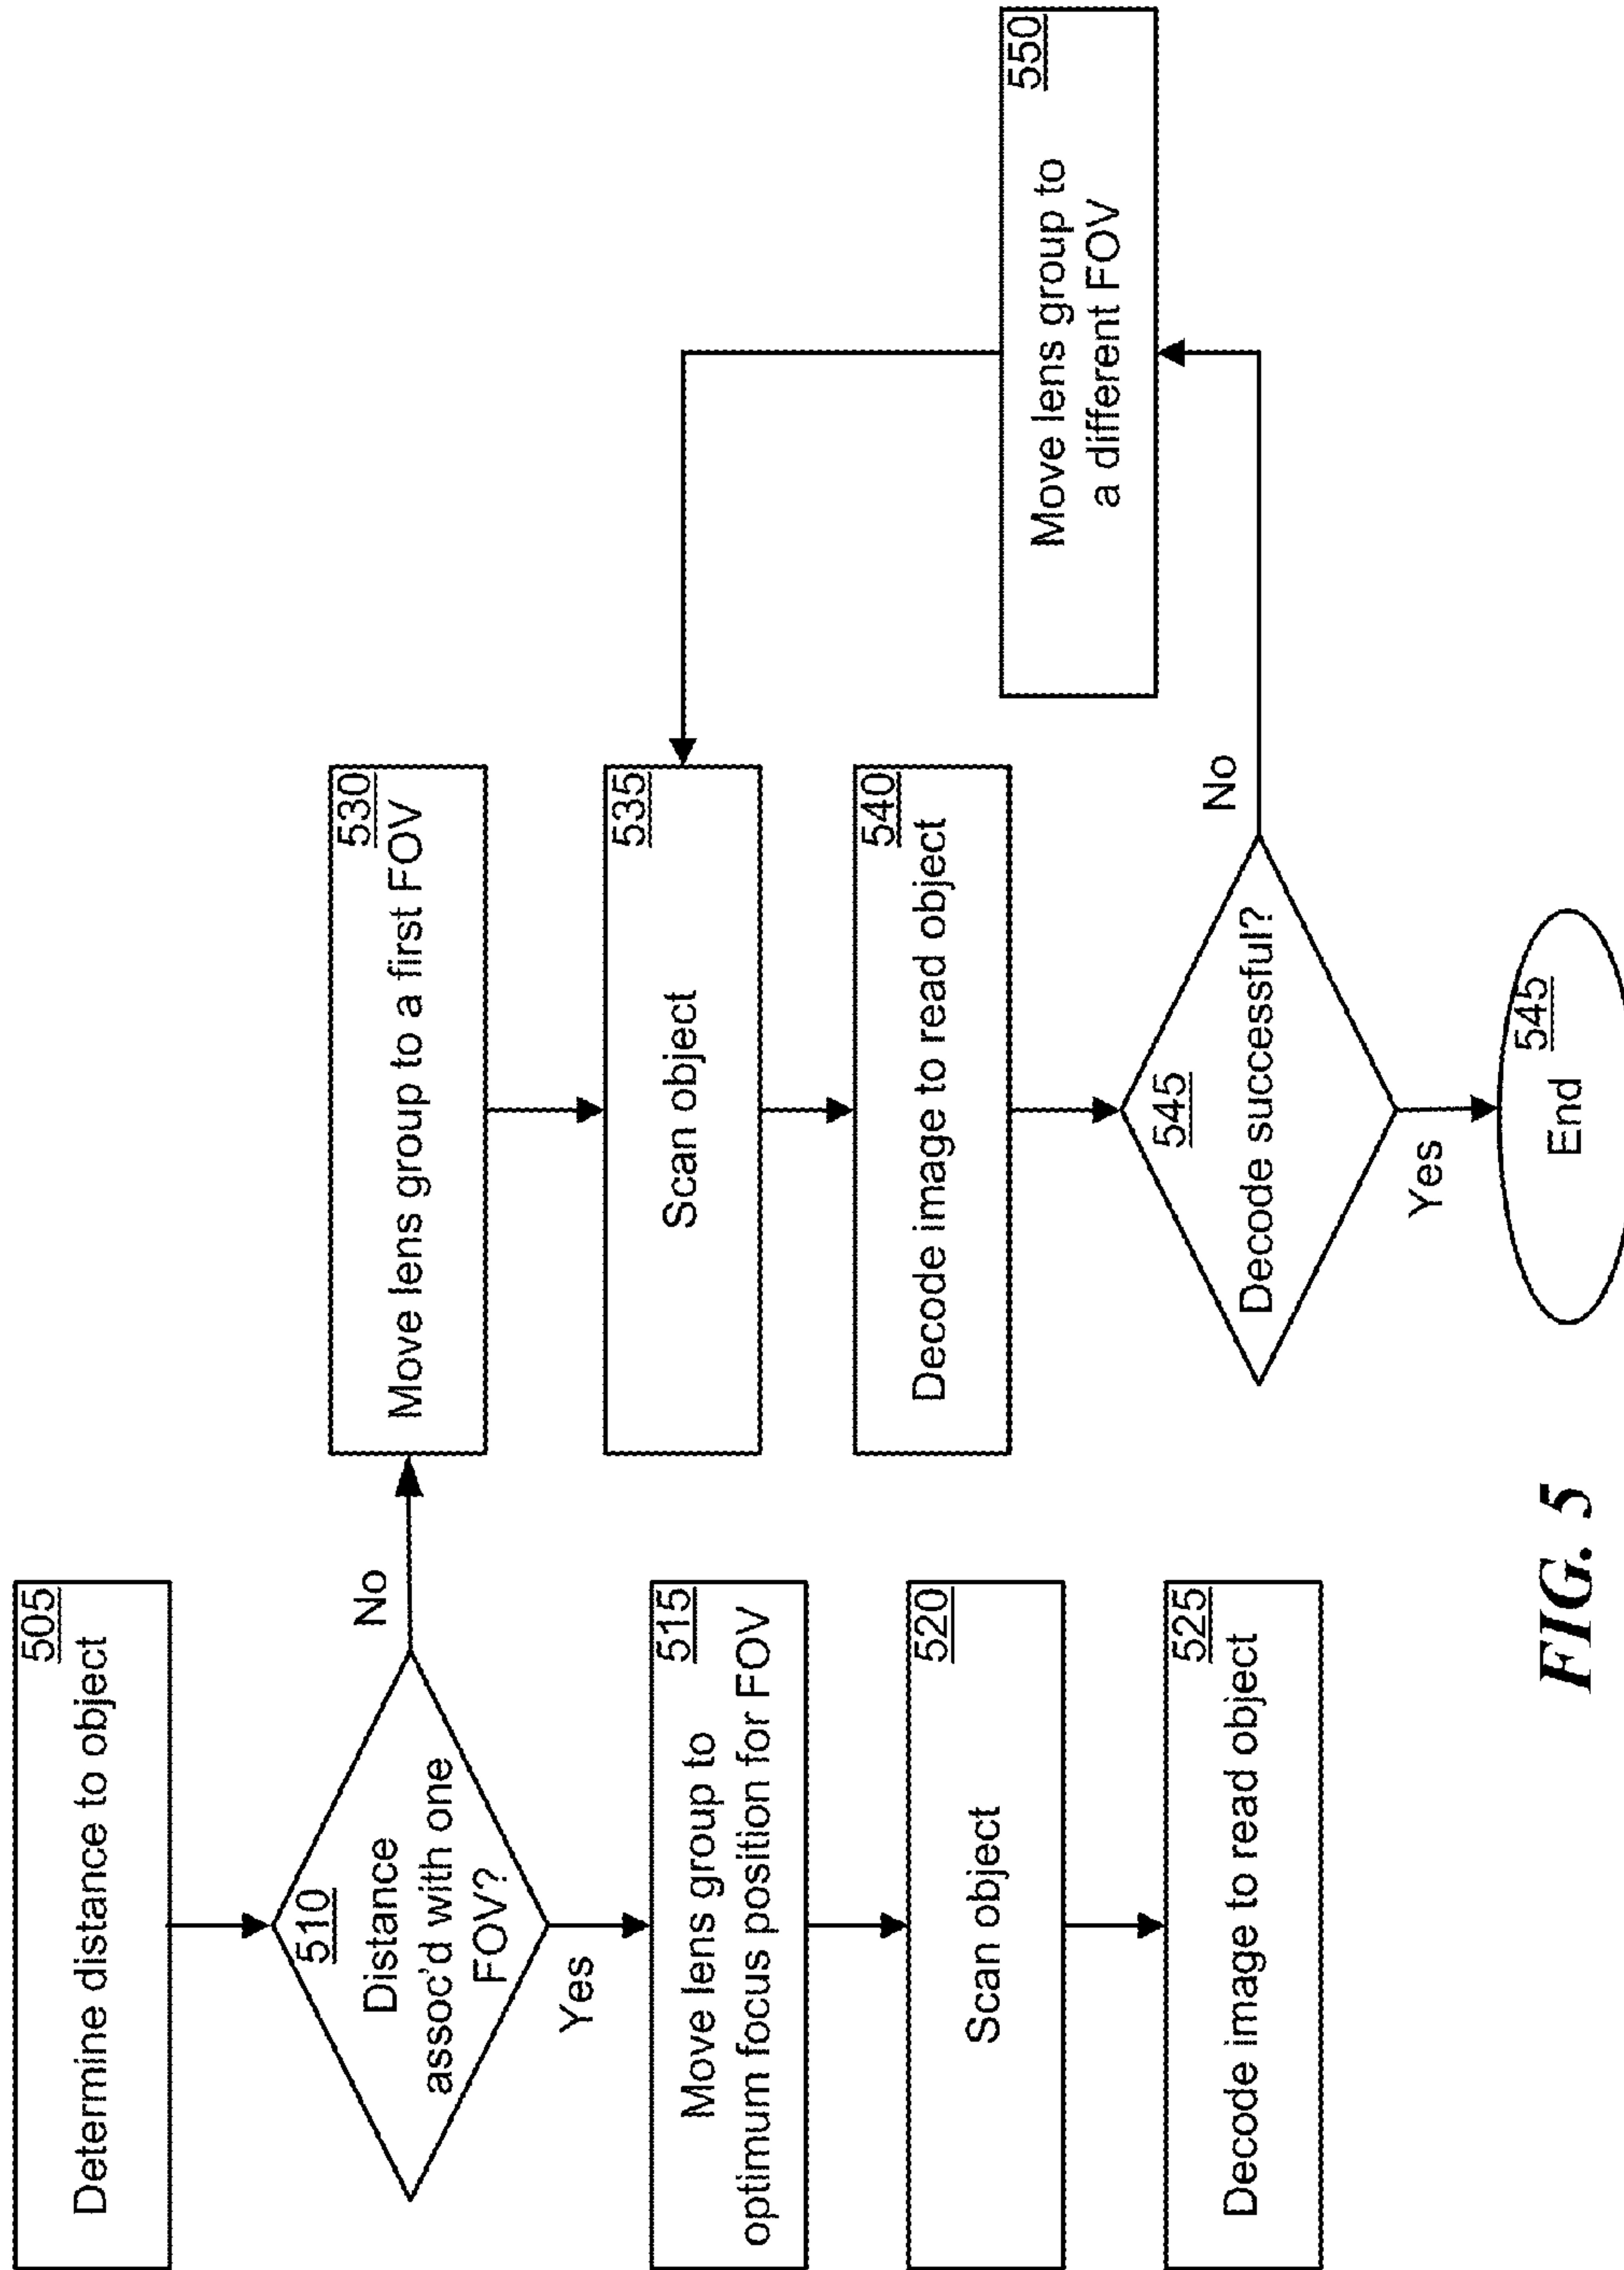 505
Determine distance to object
510
Distance
assoc'd with one
FOV?
No
Yes
515
Move lens group to
optimum focus position for FOV
520
Scan object
525
Decode image to read object
530
Move lens group to a first FOV
535
Scan object
540
Decode image to read object
545
Decode successful?
No
Yes
550
Move lens group to
a different FOV
545
End
FIG. 5